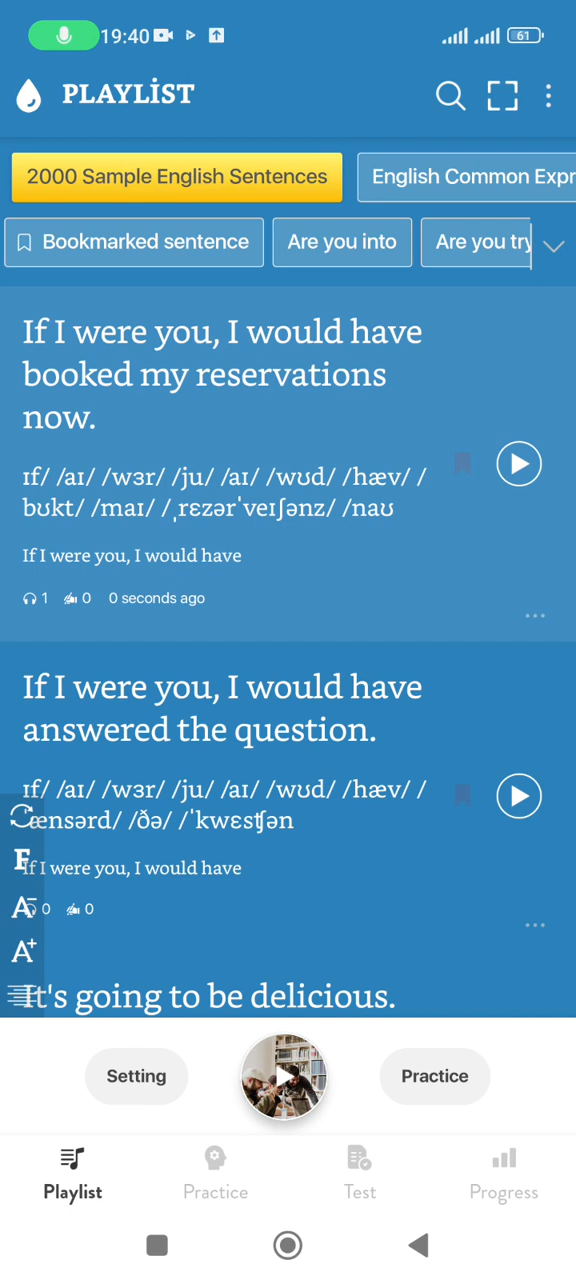 19:40
61
PLAYLİST
2000 Sample English Sentences
English Common Expr
Bookmarked sentence
Are you into
Are you try
If I were you, I would have
booked my reservations
now.
ɪf/ /aɪ/ /wɜr/ /ju/ /aɪ/ /wʊd/ /hæv/ /
bʊkt/ /maɪ/ /ˌrɛzərˈveɪʃənz/ /naʊ
If I were you, I would have
1 0 0 seconds ago
If I were you, I would have
answered the question.
ɪf/ /aɪ/ /wɜr/ /ju/ /aɪ/ /wʊd/ /hæv/ /
ænsərd/ /ðə/ /ˈkwɛsʧən
F
If I were you, I would have
A-
0 0
A+
It's going to be delicious.
Setting
Practice
Playlist
Practice
Test
Progress